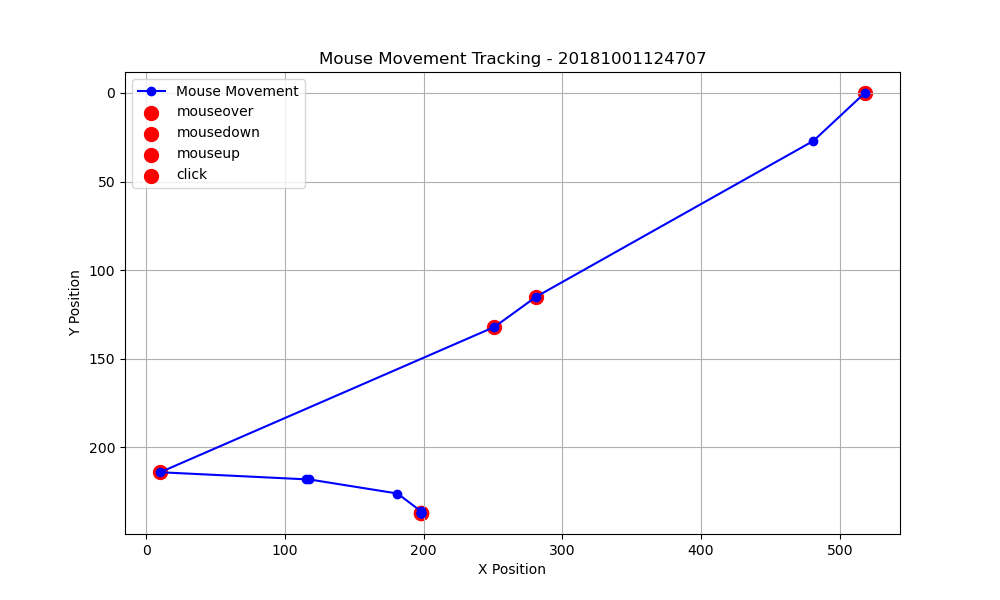 Mouse Movement Tracking - 20181001124707
Mouse Movement
mouseover
mousedown
mouseup
click
0
50
100
150
200
Y Position
0 100 200 300 400 500
X Position